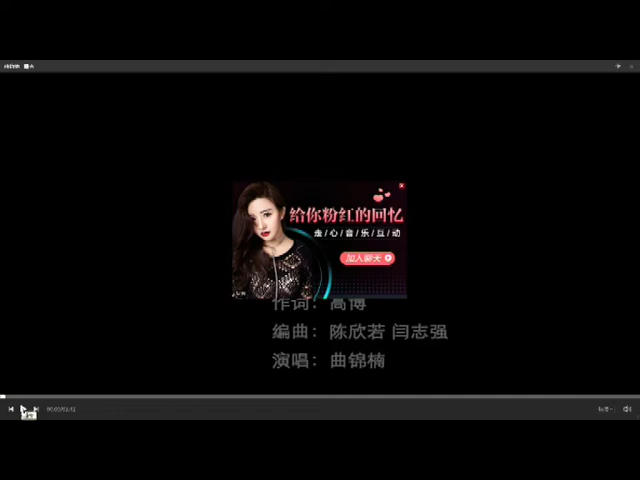 给你粉红的回忆
走/心/音/乐/互/动
加入聊天
作词：高博
编曲：陈欣若 闫志强
演唱：曲锦楠